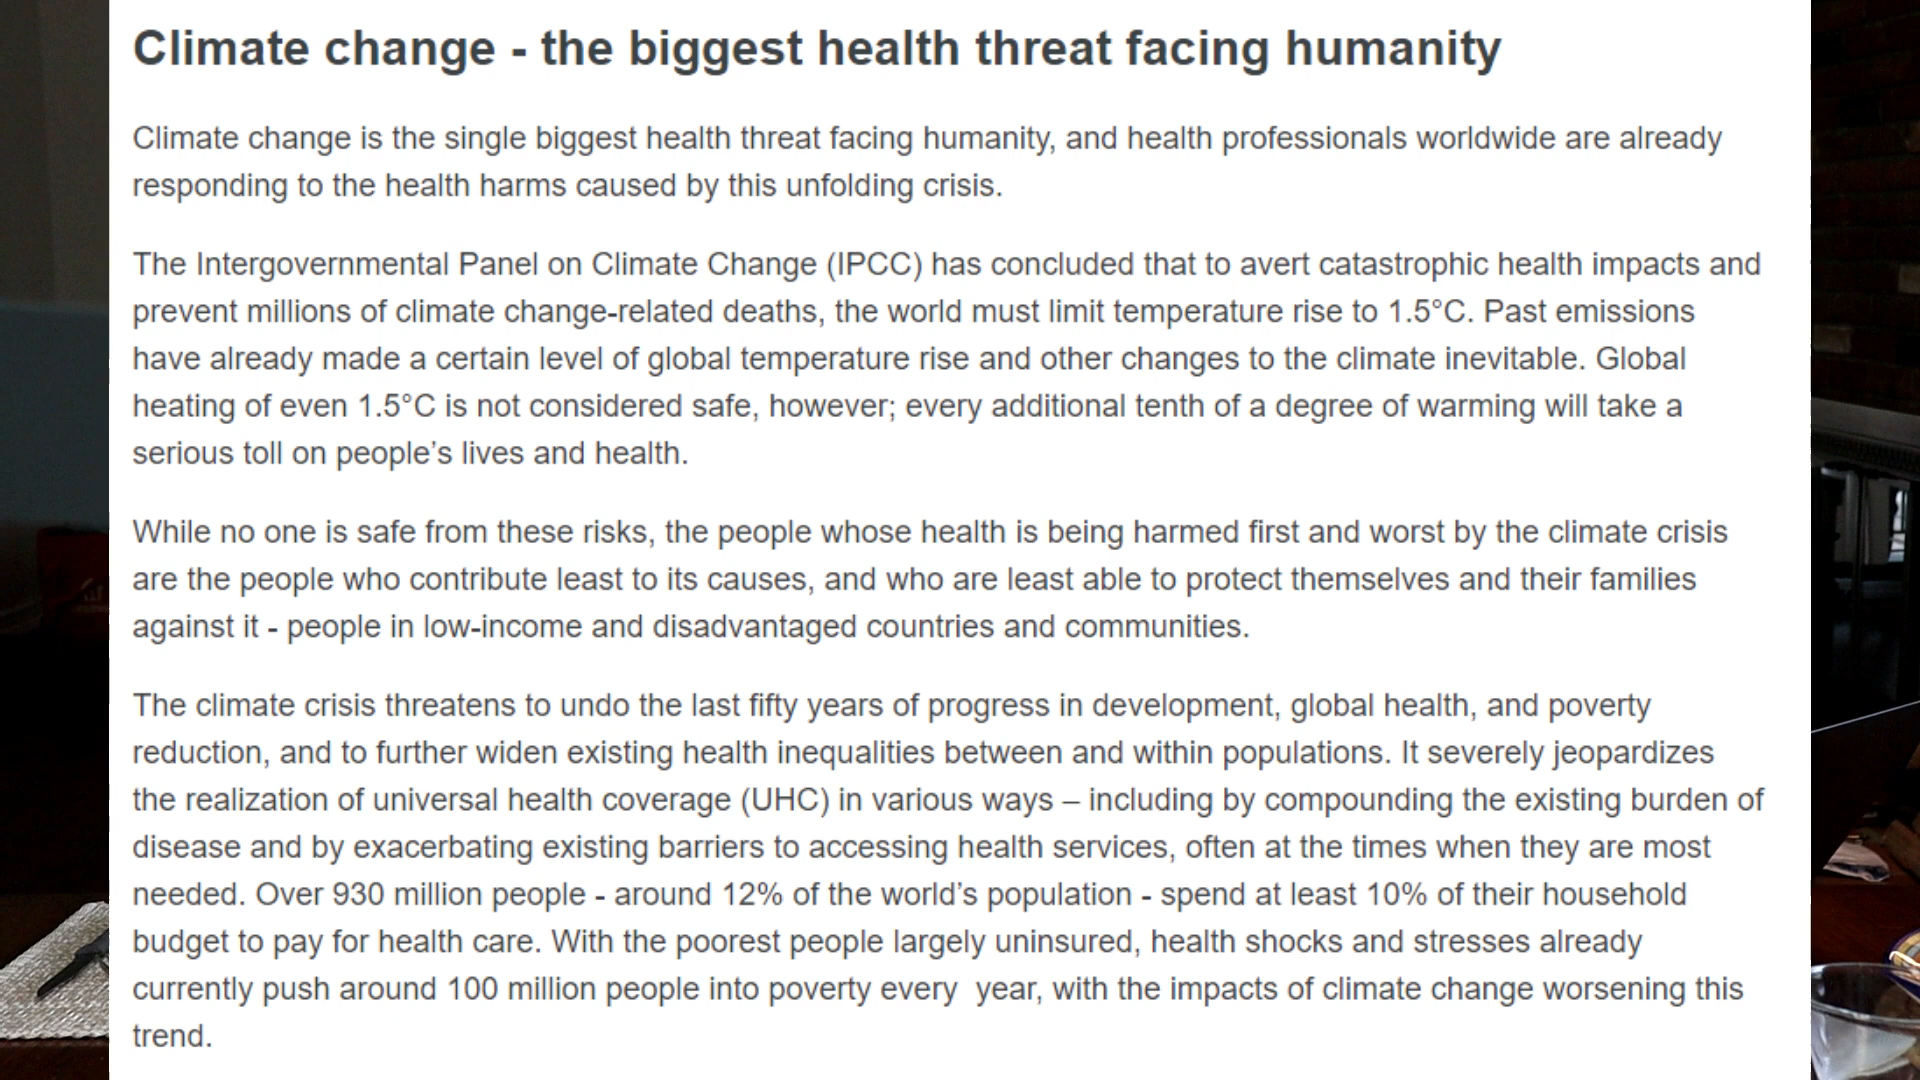 Climate change - the biggest health threat facing humanity
Climate change is the single biggest health threat facing humanity, and health professionals worldwide are already
responding to the health harms caused by this unfolding crisis.
The Intergovernmental Panel on Climate Change (IPCC) has concluded that to avert catastrophic health impacts and
prevent millions of climate change-related deaths, the world must limit temperature rise to 1.5°C. Past emissions
have already made a certain level of global temperature rise and other changes to the climate inevitable. Global
heating of even 1.5°C is not considered safe, however; every additional tenth of a degree of warming will take a
serious toll on people’s lives and health.
While no one is safe from these risks, the people whose health is being harmed first and worst by the climate crisis
are the people who contribute least to its causes, and who are least able to protect themselves and their families
against it - people in low-income and disadvantaged countries and communities.
The climate crisis threatens to undo the last fifty years of progress in development, global health, and poverty
reduction, and to further widen existing health inequalities between and within populations. It severely jeopardizes
the realization of universal health coverage (UHC) in various ways – including by compounding the existing burden of
disease and by exacerbating existing barriers to accessing health services, often at the times when they are most
needed. Over 930 million people - around 12% of the world’s population - spend at least 10% of their household
budget to pay for health care. With the poorest people largely uninsured, health shocks and stresses already
currently push around 100 million people into poverty every  year, with the impacts of climate change worsening this
trend.